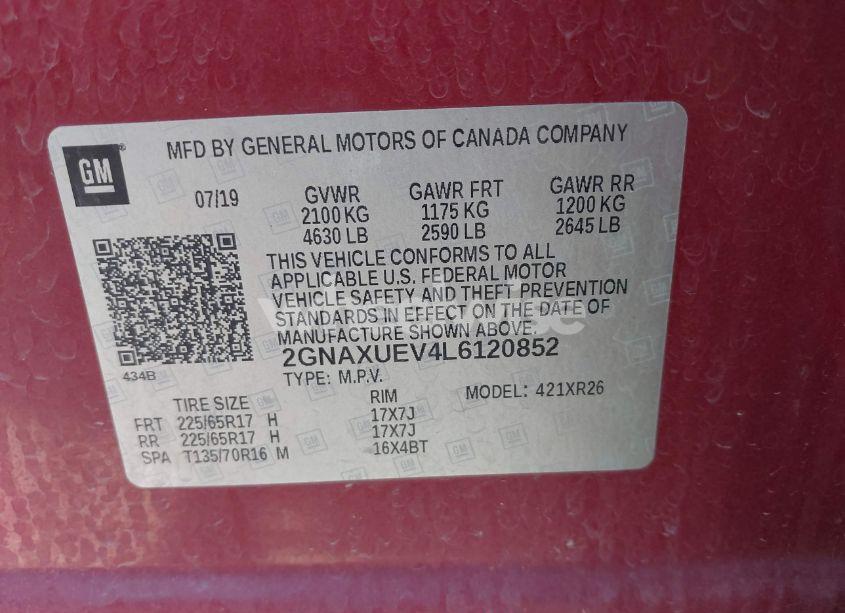 GM
MFD BY GENERAL MOTORS OF CANADA COMPANY
07/19 GVWR GAWR FRT GAWR RR
2100 KG 1175 KG 1200 KG
4630 LB 2590 LB 2645 LB
THIS VEHICLE CONFORMS TO ALL
APPLICABLE U.S. FEDERAL MOTOR
VEHICLE SAFETY AND THEFT PREVENTION
STANDARDS IN EFFECT ON THE DATE OF
MANUFACTURE SHOWN ABOVE.
2GNAXUEV4L6120852
434B
TYPE: M.P.V. MODEL: 421XR26
TIRE SIZE RIM
FRT 225/65R17 H 17X7J
RR 225/65R17 H 17X7J
SPA T135/70R16 M 16X4BT